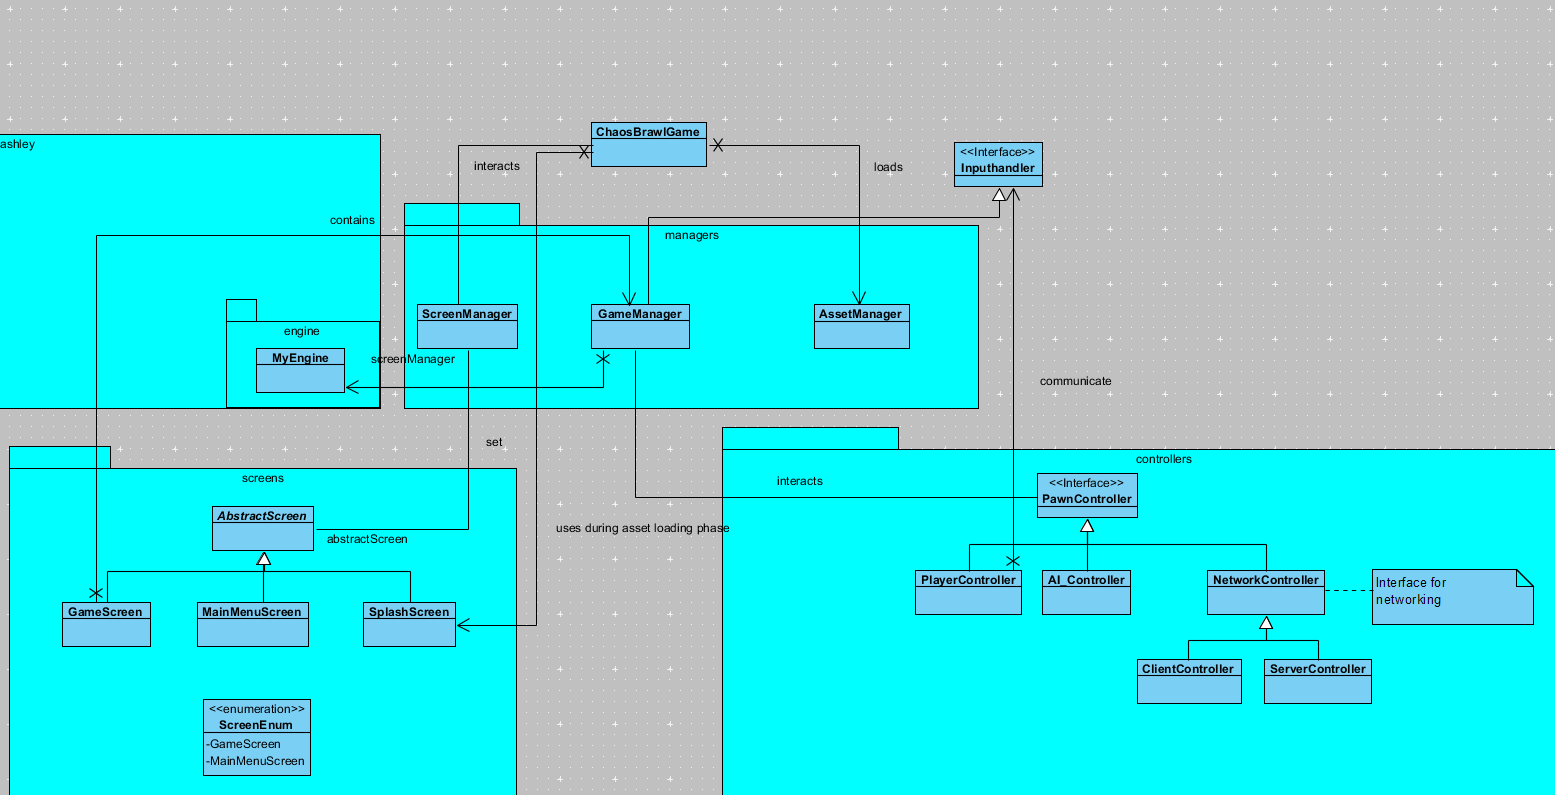 ChaosBrawlGame
ashley
<<Interface>>
Inputhandler
interacts
loads
contains
managers
ScreenManager
GameManager
AssetManager
engine
MyEngine
screenManager
communicate
set
controllers
screens
interacts
<<Interface>>
PawnController
AbstractScreen
uses during asset loading phase
abstractScreen
PlayerController
AI_Controller
NetworkController
Interface for
networking
GameScreen
MainMenuScreen
SplashScreen
ClientController
ServerController
<<enumeration>>
ScreenEnum
-GameScreen
-MainMenuScreen